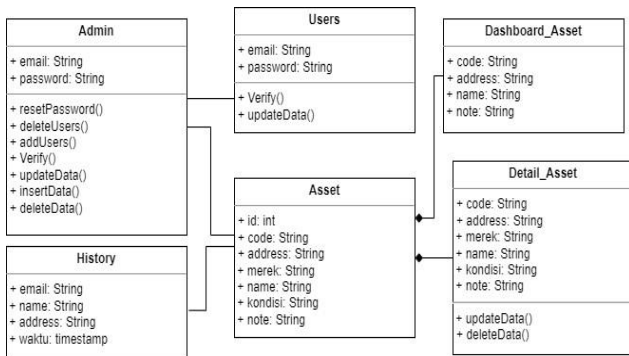 Admin
+ email: String
+ password: String
+ resetPassword()
+ deleteUsers()
+ addUsers()
+ Verify()
+ updateData()
+ insertData()
+ deleteData()
Users
+ email: String
+ password: String
+ Verify()
+ updateData()
Dashboard_Asset
+ code: String
+ address: String
+ name: String
+ note: String
History
+ email: String
+ name: String
+ address: String
+ waktu: timestamp
Asset
+ id: int
+ code: String
+ address: String
+ merek: String
+ name: String
+ kondisi: String
+ note: String
Detail_Asset
+ code: String
+ address: String
+ merek: String
+ name: String
+ kondisi: String
+ note: String
+ updateData()
+ deleteData()